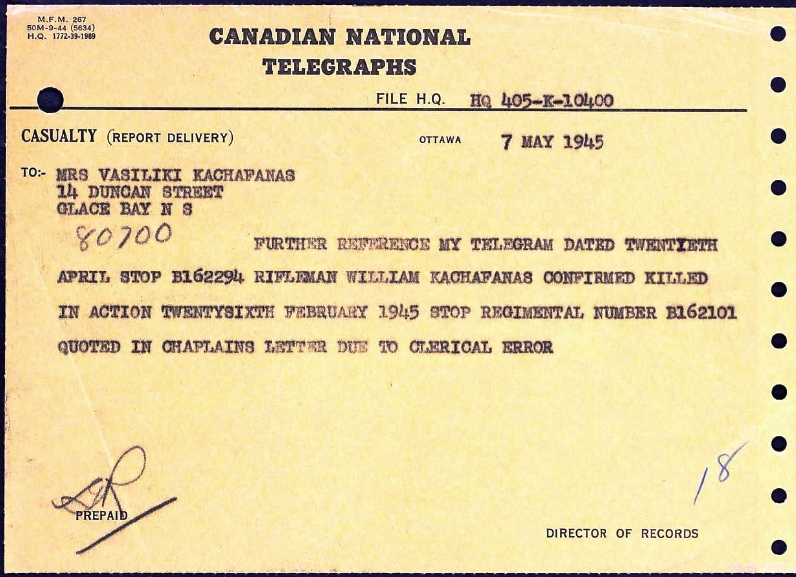 M.F.M. 267
50M-9-44 (5634)
H.Q. 1772-39-1989
CANADIAN NATIONAL
TELEGRAPHS
FILE H.Q. HQ 405-K-10400
CASUALTY (REPORT DELIVERY) OTTAWA 7 MAY 1945
TO:- MRS VASILIKI KACHAFANAS
14 DUNCAN STREET
GLACE BAY N S
80700
FURTHER REFERENCE MY TELEGRAM DATED TWENTIETH
APRIL STOP B162294 RIFLEMAN WILLIAM KACHAFANAS CONFIRMED KILLED
IN ACTION TWENTYSIXTH FEBRUARY 1945 STOP REGIMENTAL NUMBER B162101
QUOTED IN CHAPLAINS LETTER DUE TO CLERICAL ERROR
18
PREPAID
DIRECTOR OF RECORDS